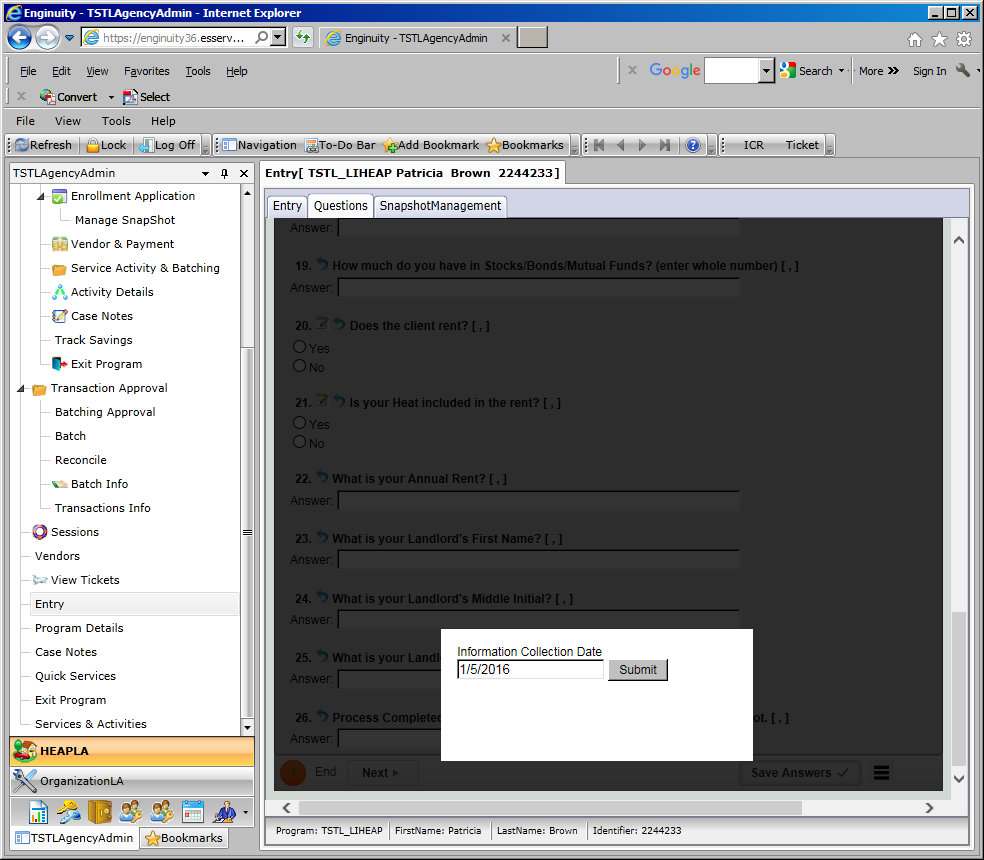 Enginuity - TSTLAgencyAdmin - Internet Explorer
https://enginuity36.esserv...
Enginuity - TSTLAgencyAdmin
File Edit View Favorites Tools Help
Google Search More Sign In
Convert Select
File View Tools Help
Refresh Lock Log Off Navigation To-Do Bar Add Bookmark Bookmarks ICR Ticket
TSTLAgencyAdmin
Enrollment Application
Manage SnapShot
Vendor & Payment
Service Activity & Batching
Activity Details
Case Notes
Track Savings
Exit Program
Transaction Approval
Batching Approval
Batch
Reconcile
Batch Info
Transactions Info
Sessions
Vendors
View Tickets
Entry
Program Details
Case Notes
Quick Services
Exit Program
Services & Activities
HEAPLA
OrganizationLA
TSTLAgencyAdmin Bookmarks
Entry[ TSTL_LIHEAP Patricia Brown 2244233]
Entry Questions SnapshotManagement
Answer:
19. How much do you have in Stocks/Bonds/Mutual Funds? (enter whole number) [ , ]
Answer:
20. Does the client rent? [ , ]
Yes
No
21. Is your Heat included in the rent? [ , ]
Yes
No
22. What is your Annual Rent? [ , ]
Answer:
23. What is your Landlord's First Name? [ , ]
Answer:
24. What is your Landlord's Middle Initial? [ , ]
Answer:
25. What is your Landl
Answer:
26. Process Completed ot. [ , ]
Answer:
Information Collection Date
1/5/2016 Submit
End Next Save Answers
Program: TSTL_LIHEAP FirstName: Patricia LastName: Brown Identifier: 2244233